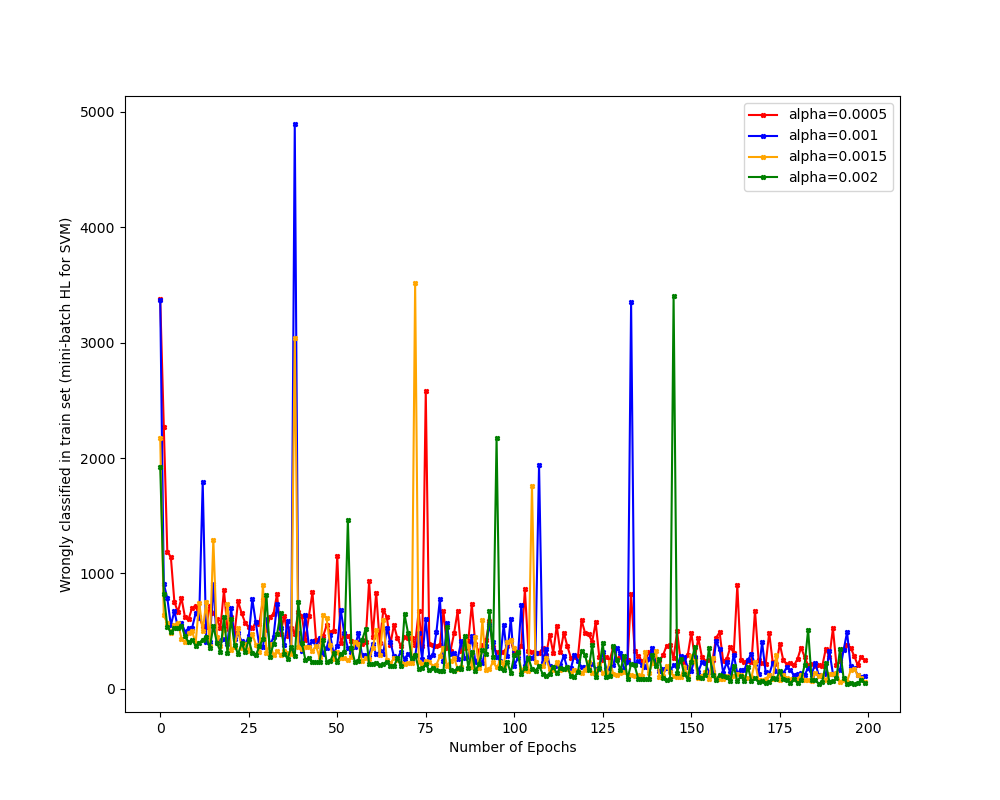 5000
4000
3000
2000
1000
0
0 25 50 75 100 125 150 175 200
Number of Epochs
Wrongly classified in train set (mini-batch HL for SVM)
alpha=0.0005
alpha=0.001
alpha=0.0015
alpha=0.002